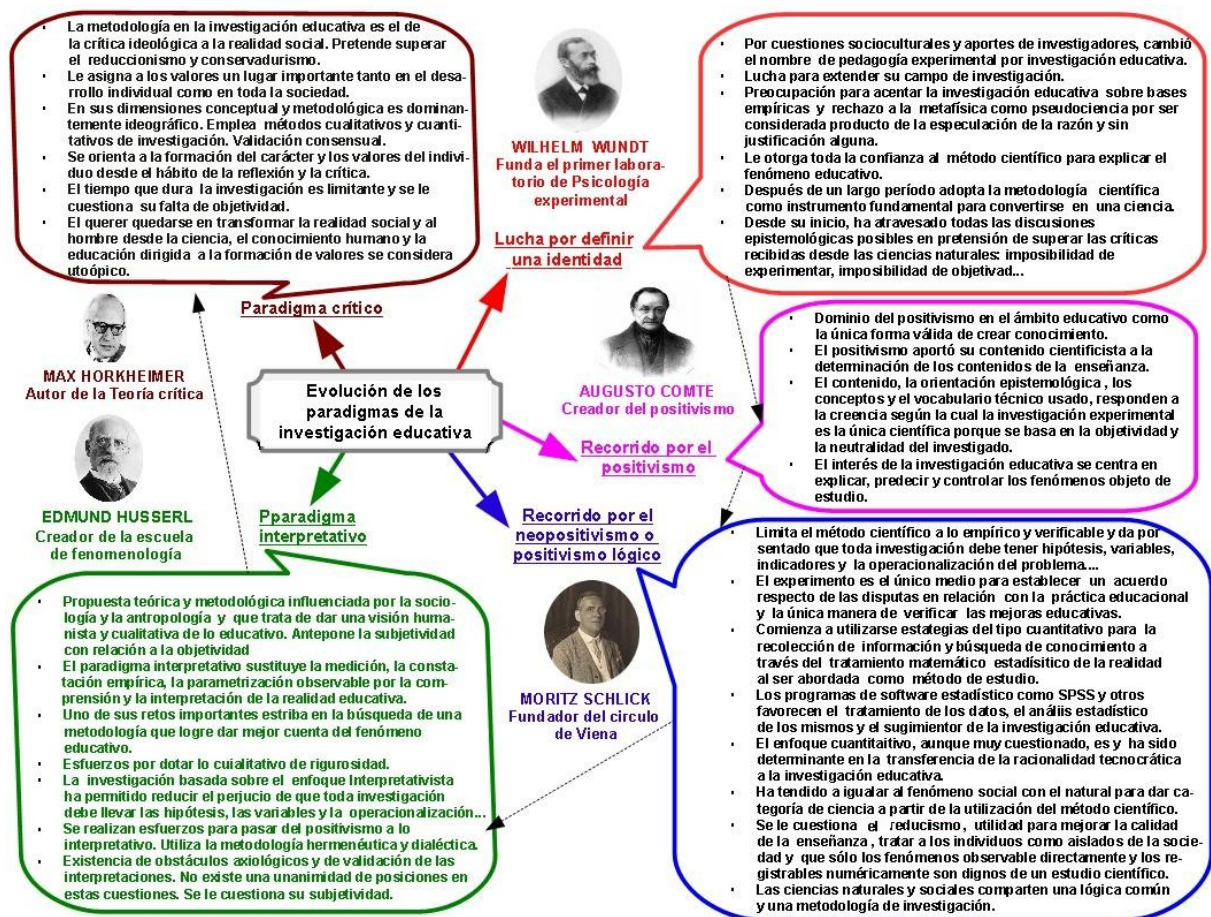 Evolución de los
paradigmas de la
investigación educativa
WILHELM WUNDT
Funda el primer labora-
torio de Psicología
experimental
Lucha por definir
una identidad
· Por cuestiones socioculturales y aportes de investigadores, cambió
el nombre de pedagogía experimental por investigación educativa.
· Lucha para extender su campo de investigación.
· Preocupación para acentar la investigación educativa sobre bases
empíricas y rechazo a la metafísica como pseudociencia por ser
considerada producto de la especulación de la razón y sin
justificación alguna.
· Le otorga toda la confianza al método científico para explicar el
fenómeno educativo.
· Después de un largo período adopta la metodología científica
como instrumento fundamental para convertirse en una ciencia.
· Desde su inicio, ha atravesado todas las discusiones
epistemológicas posibles en pretensión de superar las críticas
recibidas desde las ciencias naturales: imposibilidad de
experimentar, imposibilidad de objetivad...
AUGUSTO COMTE
Creador del positivismo
Recorrido por el
positivismo
· Dominio del positivismo en el ámbito educativo como
la única forma válida de crear conocimiento.
· El positivismo aportó su contenido cientificista a la
determinación de los contenidos de la enseñanza.
· El contenido, la orientación epistemológica , los
conceptos y el vocabulario técnico usado, responden a
la creencia según la cual la investigación experimental
es la única científica porque se basa en la objetividad y
la neutralidad del investigado.
· El interés de la investigación educativa se centra en
explicar, predecir y controlar los fenómenos objeto de
estudio.
Recorrido por el
neopositivismo o
positivismo lógico
MORITZ SCHLICK
Fundador del circulo
de Viena
· Limita el método científico a lo empírico y verificable y da por
sentado que toda investigación debe tener hipótesis, variables,
indicadores y la operacionalización del problema....
· El experimento es el único medio para establecer un acuerdo
respecto de las disputas en relación con la práctica educacional
y la única manera de verificar las mejoras educativas.
· Comienza a utilizarse estategias del tipo cuantitativo para la
recolección de información y búsqueda de conocimiento a
través del tratamiento matemático estadísitico de la realidad
al ser abordada como método de estudio.
· Los programas de software estadístico como SPSS y otros
favorecen el tratamiento de los datos, el análiis estadístico
de los mismos y el sugimientor de la investigación educativa.
· El enfoque cuantitaitivo, aunque muy cuestionado, es y ha sido
determinante en la transferencia de la racionalidad tecnocrática
a la investigación educativa.
· Ha tendido a igualar al fenómeno social con el natural para dar ca-
tegoría de ciencia a partir de la utilización del método científico.
· Se le cuestiona el reducismo, utilidad para mejorar la calidad
de la enseñanza , tratar a los individuos como aislados de la socie-
dad y que sólo los fenómenos observable directamente y los re-
gistrables numéricamente son dignos de un estudio científico.
· Las ciencias naturales y sociales comparten una lógica común
y una metodología de investigación.
EDMUND HUSSERL
Creador de la escuela
de fenomenología
Pparadigma
interpretativo
· Propuesta teórica y metodológica influenciada por la socio-
logía y la antropología y que trata de dar una visión huma-
nista y cualitativa de lo educativo. Antepone la subjetividad
con relación a la objetividad
· El paradigma interpretativo sustituye la medición, la consta-
tación empírica, la parametrización observable por la com-
prensión y la interpretación de la realidad educativa.
· Uno de sus retos importantes estriba en la búsqueda de una
metodología que logre dar mejor cuenta del fenómeno
educativo.
· Esfuerzos por dotar lo cuialitativo de rigurosidad.
· La investigación basada sobre el enfoque Interpretativista
ha permitido reducir el perjucio de que toda investigación
debe llevar las hipótesis, las variables y la operacionalización...
· Se realizan esfuerzos para pasar del positivismo a lo
interpretativo. Utiliza la metodología hermenéutica y dialéctica.
· Existencia de obstáculos axiológicos y de validación de las
interpretaciones. No existe una unanimidad de posiciones en
estas cuestiones. Se le cuestiona su subjetividad.
MAX HORKHEIMER
Autor de la Teoría crítica
Paradigma crítico
· La metodología en la investigación educativa es el de
la crítica ideológica a la realidad social. Pretende superar
el reduccionismo y conservadurismo.
· Le asigna a los valores un lugar importante tanto en el desa-
rrollo individual como en toda la sociedad.
· En sus dimensiones conceptual y metodológica es dominan-
temente ideográfico. Emplea métodos cualitativos y cuanti-
tativos de investigación. Validación consensual.
· Se orienta a la formación del carácter y los valores del indivi-
duo desde el hábito de la reflexión y la crítica.
· El tiempo que dura la investigación es limitante y se le
cuestiona su falta de objetividad.
· El querer quedarse en transformar la realidad social y al
hombre desde la ciencia, el conocimiento humano y la
educación dirigida a la formación de valores se considera
utoópico.